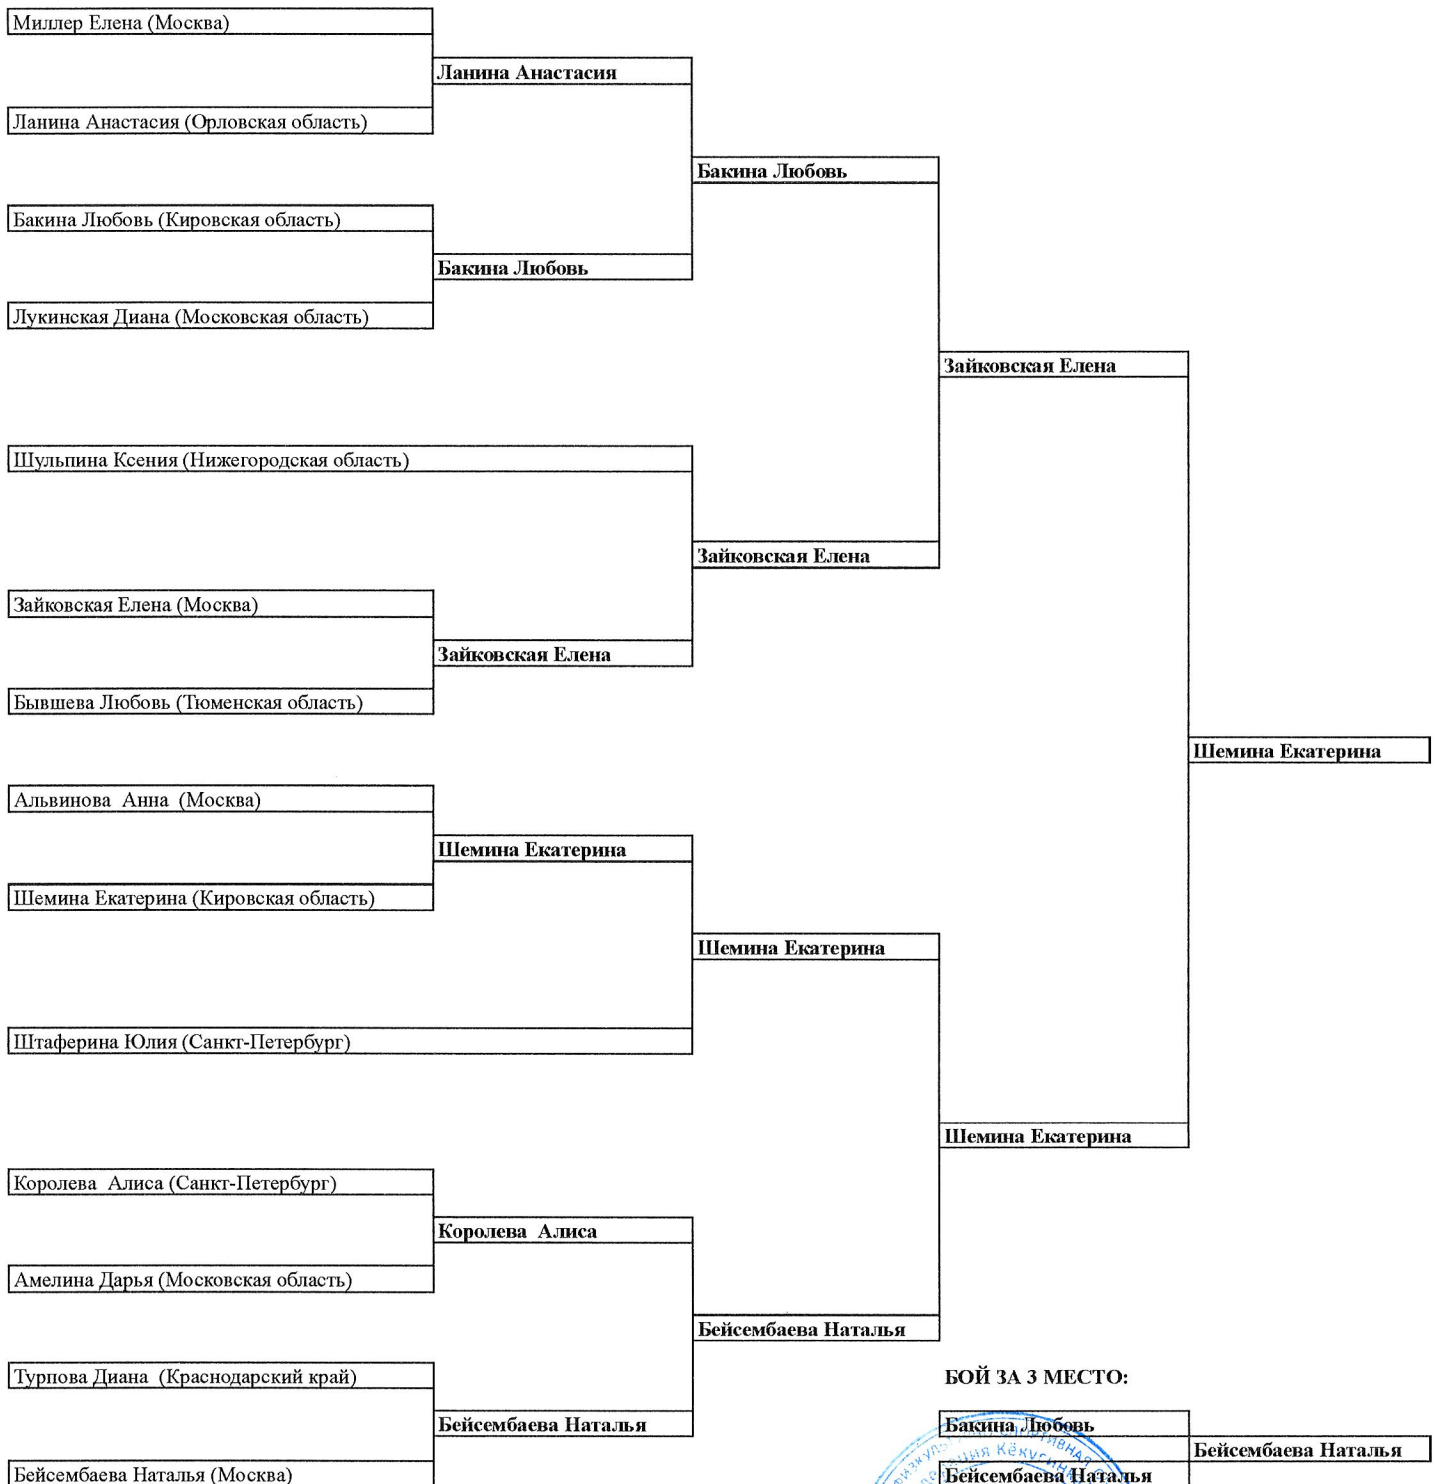 Миллер Елена (Москва)
Ланина Анастасия
Ланина Анастасия (Орловская область)
Бакина Любовь
Бакина Любовь (Кировская область)
Бакина Любовь
Лукинская Диана (Московская область)
Зайковская Елена
Шульпина Ксения (Нижегородская область)
Зайковская Елена
Зайковская Елена (Москва)
Зайковская Елена
Бывшева Любовь (Тюменская область)
Шемина Екатерина
Альвинова Анна (Москва)
Шемина Екатерина
Шемина Екатерина (Кировская область)
Шемина Екатерина
Штаферина Юлия (Санкт-Петербург)
Шемина Екатерина
Королева Алиса (Санкт-Петербург)
Королева Алиса
Амелина Дарья (Московская область)
Бейсембаева Наталья
Турпова Диана (Краснодарский край)
БОЙ ЗА 3 МЕСТО:
Бейсембаева Наталья
Бакина Любовь
Бейсембаева Наталья
Бейсембаева Наталья (Москва)
Бейсембаева Наталья